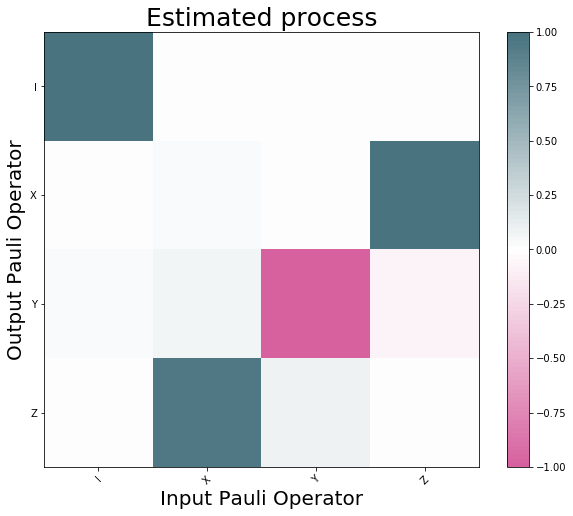 Estimated process
Output Pauli Operator
I
X
Y
Z
I
X
Y
Z
Input Pauli Operator
1.00
0.75
0.50
0.25
0.00
−0.25
−0.50
−0.75
−1.00